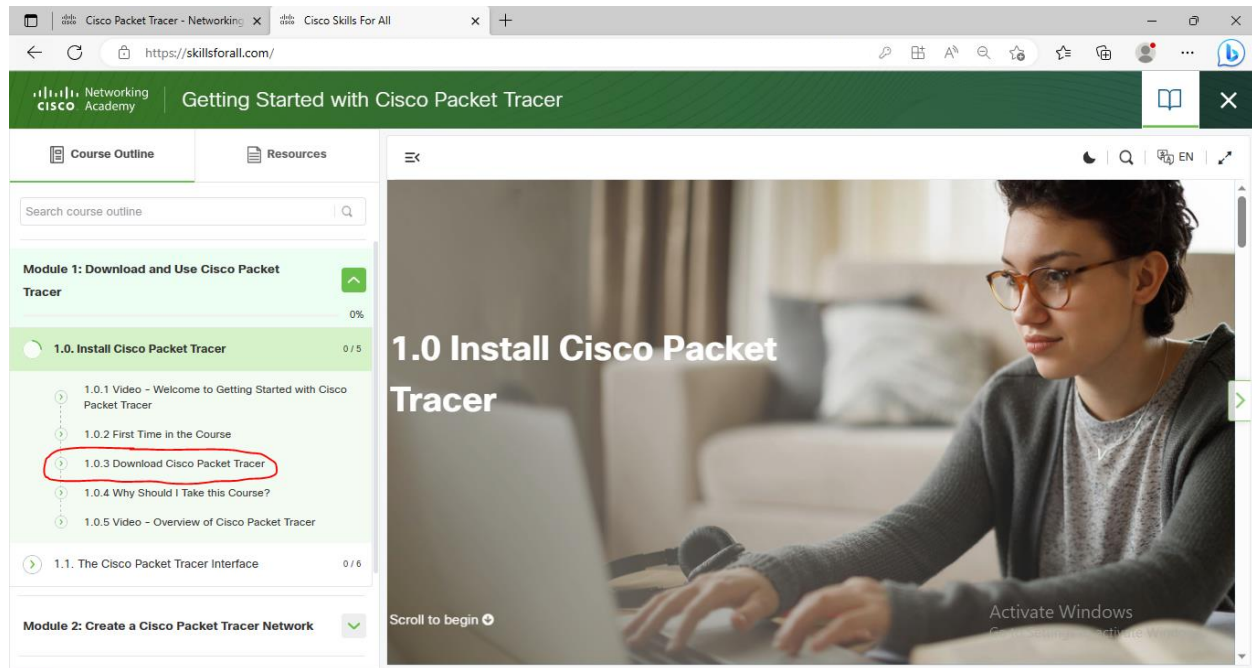 Cisco Packet Tracer - Networking
Cisco Skills For All
https://skillsforall.com/
CISCO
Networking
Academy
Getting Started with Cisco Packet Tracer
Course Outline
Resources
EN
Search course outline
Module 1: Download and Use Cisco Packet
Tracer
0%
1.0. Install Cisco Packet Tracer
0 / 5
1.0.1 Video - Welcome to Getting Started with Cisco
Packet Tracer
1.0.2 First Time in the Course
1.0.3 Download Cisco Packet Tracer
1.0.4 Why Should I Take this Course?
1.0.5 Video - Overview of Cisco Packet Tracer
1.1. The Cisco Packet Tracer Interface
0 / 6
Module 2: Create a Cisco Packet Tracer Network
1.0 Install Cisco Packet
Tracer
Scroll to begin
Activate Windows